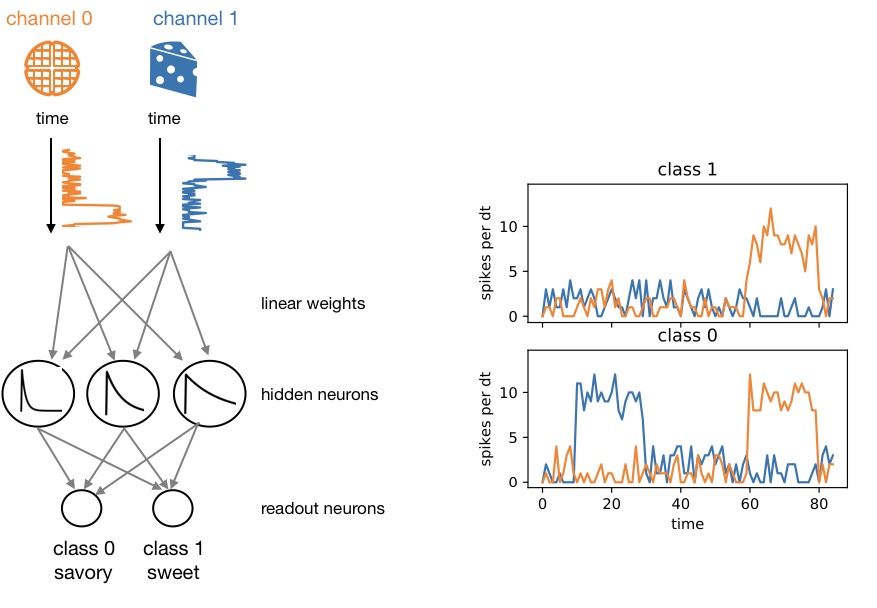 channel 0
channel 1
time
time
linear weights
hidden neurons
readout neurons
class 0
savory
class 1
sweet
class 1
spikes per dt
10
5
0
class 0
spikes per dt
10
5
0
0
20
40
60
80
time